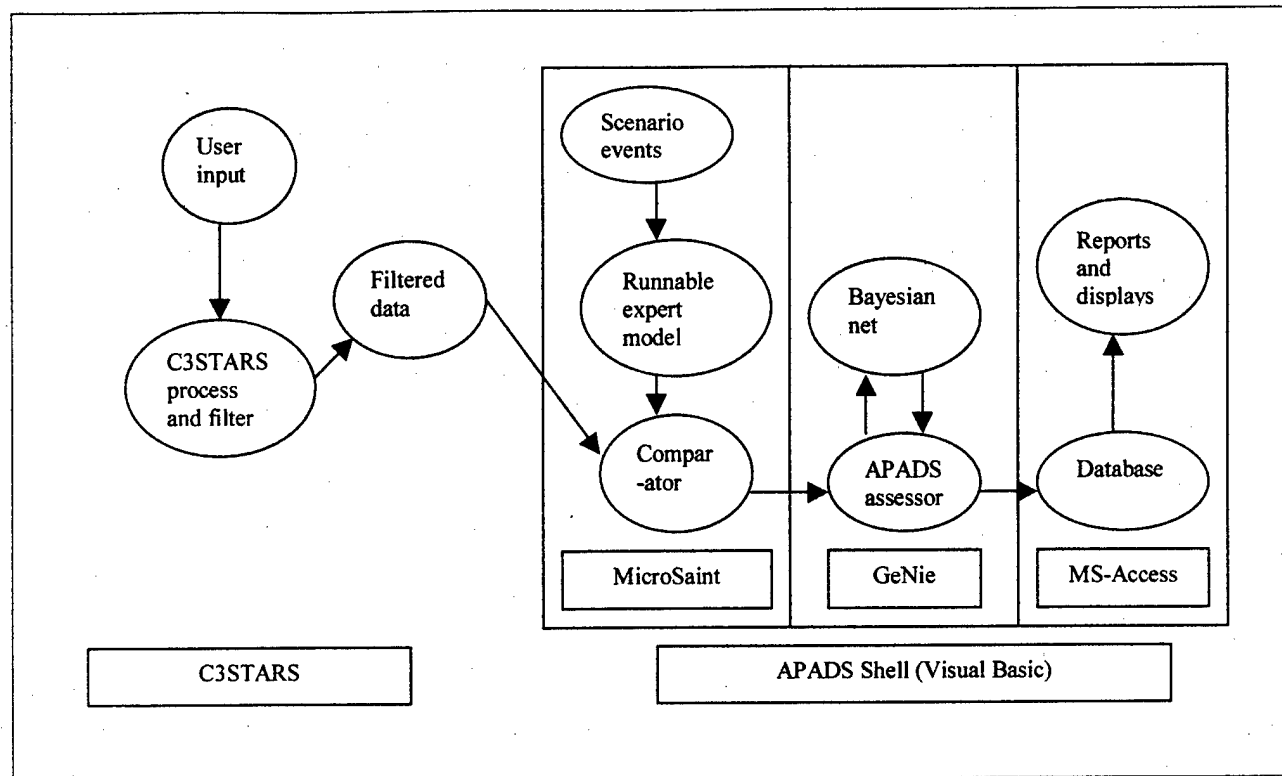 User
input
C3STARS
process
and filter
Filtered
data
Scenario
events
Runnable
expert
model
Compar
-ator
MicroSaint
Bayesian
net
APADS
assessor
GeNie
Reports
and
displays
Database
MS-Access
C3STARS
APADS Shell (Visual Basic)